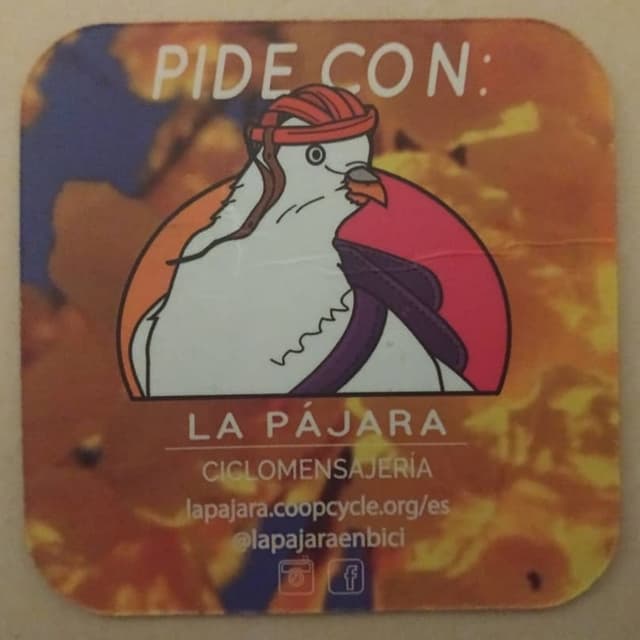 PIDE CON:
LA PÁJARA
CICLOMENSAJERÍA
lapajara.coopcycle.org/es
@lapajaraenbici